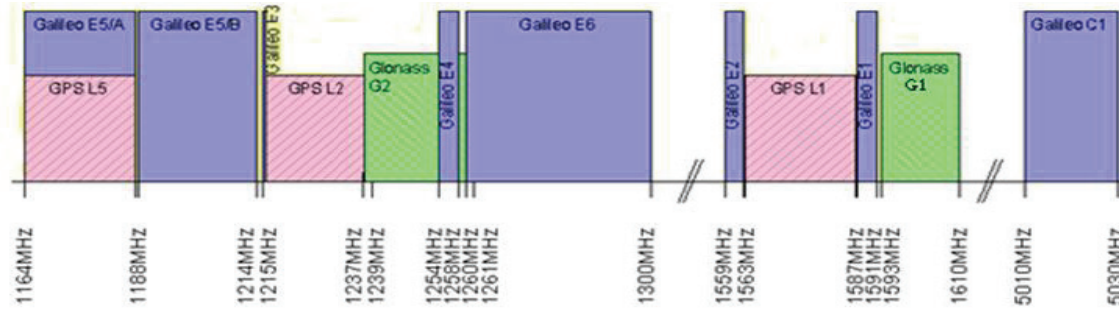 Galileo E5/A
Galileo E5/B
Galileo E3
Galileo E6
Galileo C1
GPS L5
GPS L2
Glonass
G2
Galileo E4
Galileo E2
GPS L1
Galileo E1
Glonass
G1
1164MHZ
1188MHZ
1214MHZ
1215MHZ
1237MHZ
1239MHZ
1254MHZ
1258MHZ
1260MHZ
1261MHZ
1300MHZ
1559MHZ
1563MHZ
1587MHZ
1591MHZ
1593MHZ
1610MHZ
5010MHZ
5030MHZ